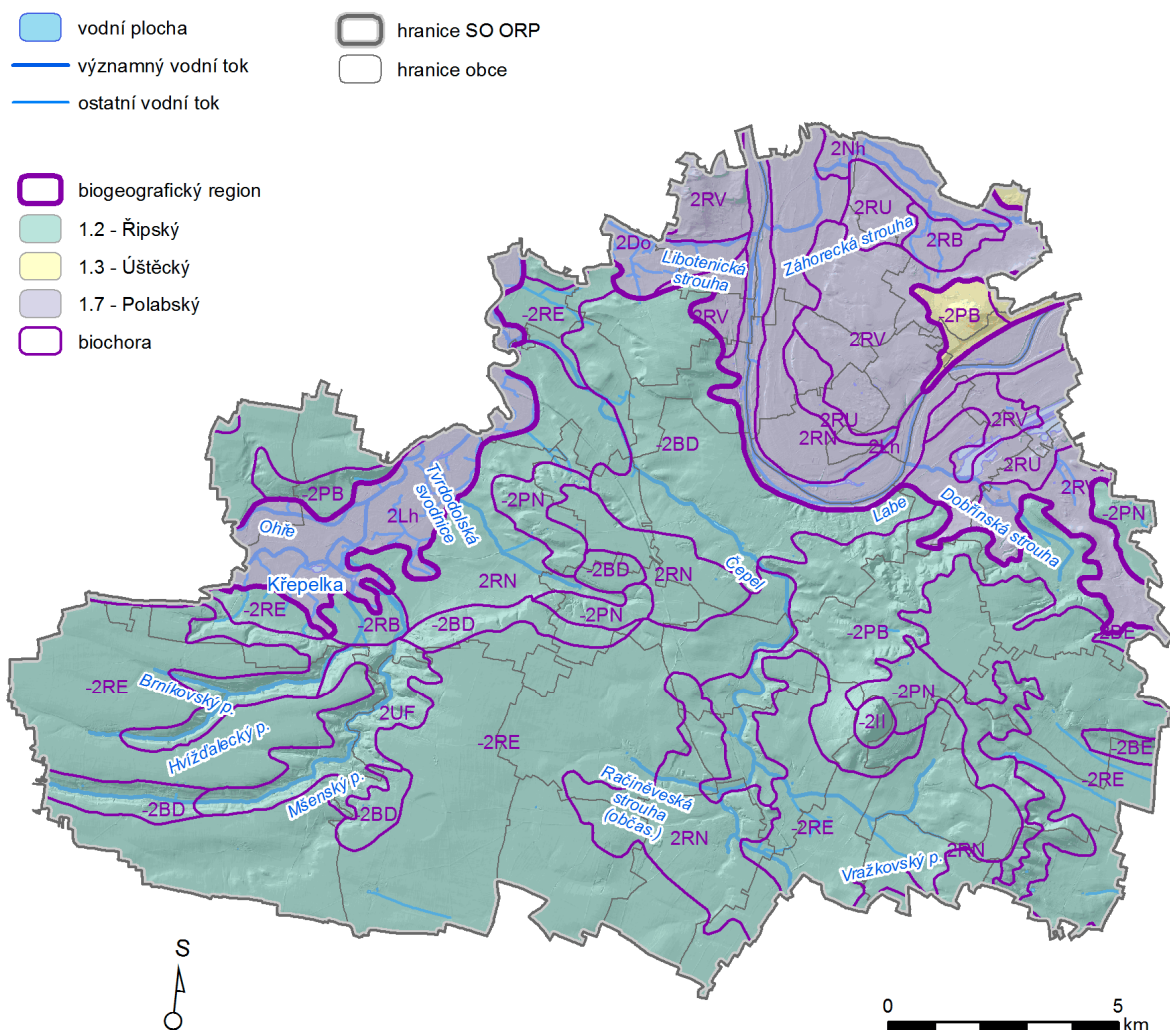 vodní plocha
významný vodní tok
ostatní vodní tok
hranice SO ORP
hranice obce
biogeografický region
1.2 - Řipský
1.3 - Úštěcký
1.7 - Polabský
biochora
2Nh
2RV
2RU
2RB
2Do
Libotenická
strouha
Záhorecká strouha
-2RE
2RV
-2PB
2RV
2RU
2RN
2Lh
-2BD
2RV
2RU
2RV
-2PN
-2PB
Ohře
2Lh
Tvrdodolská
svodnice
-2PN
Labe
Dobřínská strouha
Křepelka
2RN
-2BD
2RN
Čepel
-2RE
-2RB
-2BD
-2PN
-2PB
2BE
-2RE
Brníkovský p.
Hvížďalecký p.
2UF
-2RE
-2PN
-2II
-2BE
-2RE
Mšenský p.
-2BD
-2BD
Račiněveská
strouha
(občas.)
2RN
-2RE
Vražkovský p.
2RN
S
0
5
km